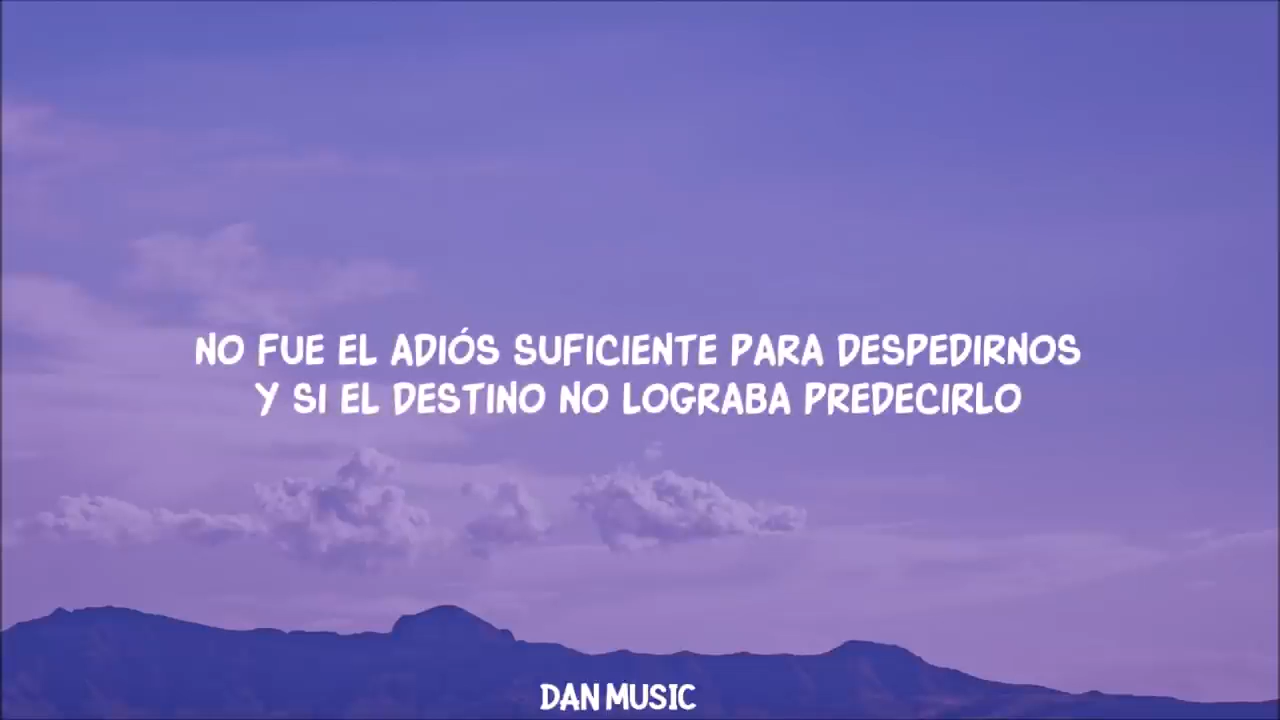 NO FUE EL ADIÓS SUFICIENTE PARA DESPEDIRNOS
Y SI EL DESTINO NO LOGRABA PREDECIRLO
DAN MUSIC